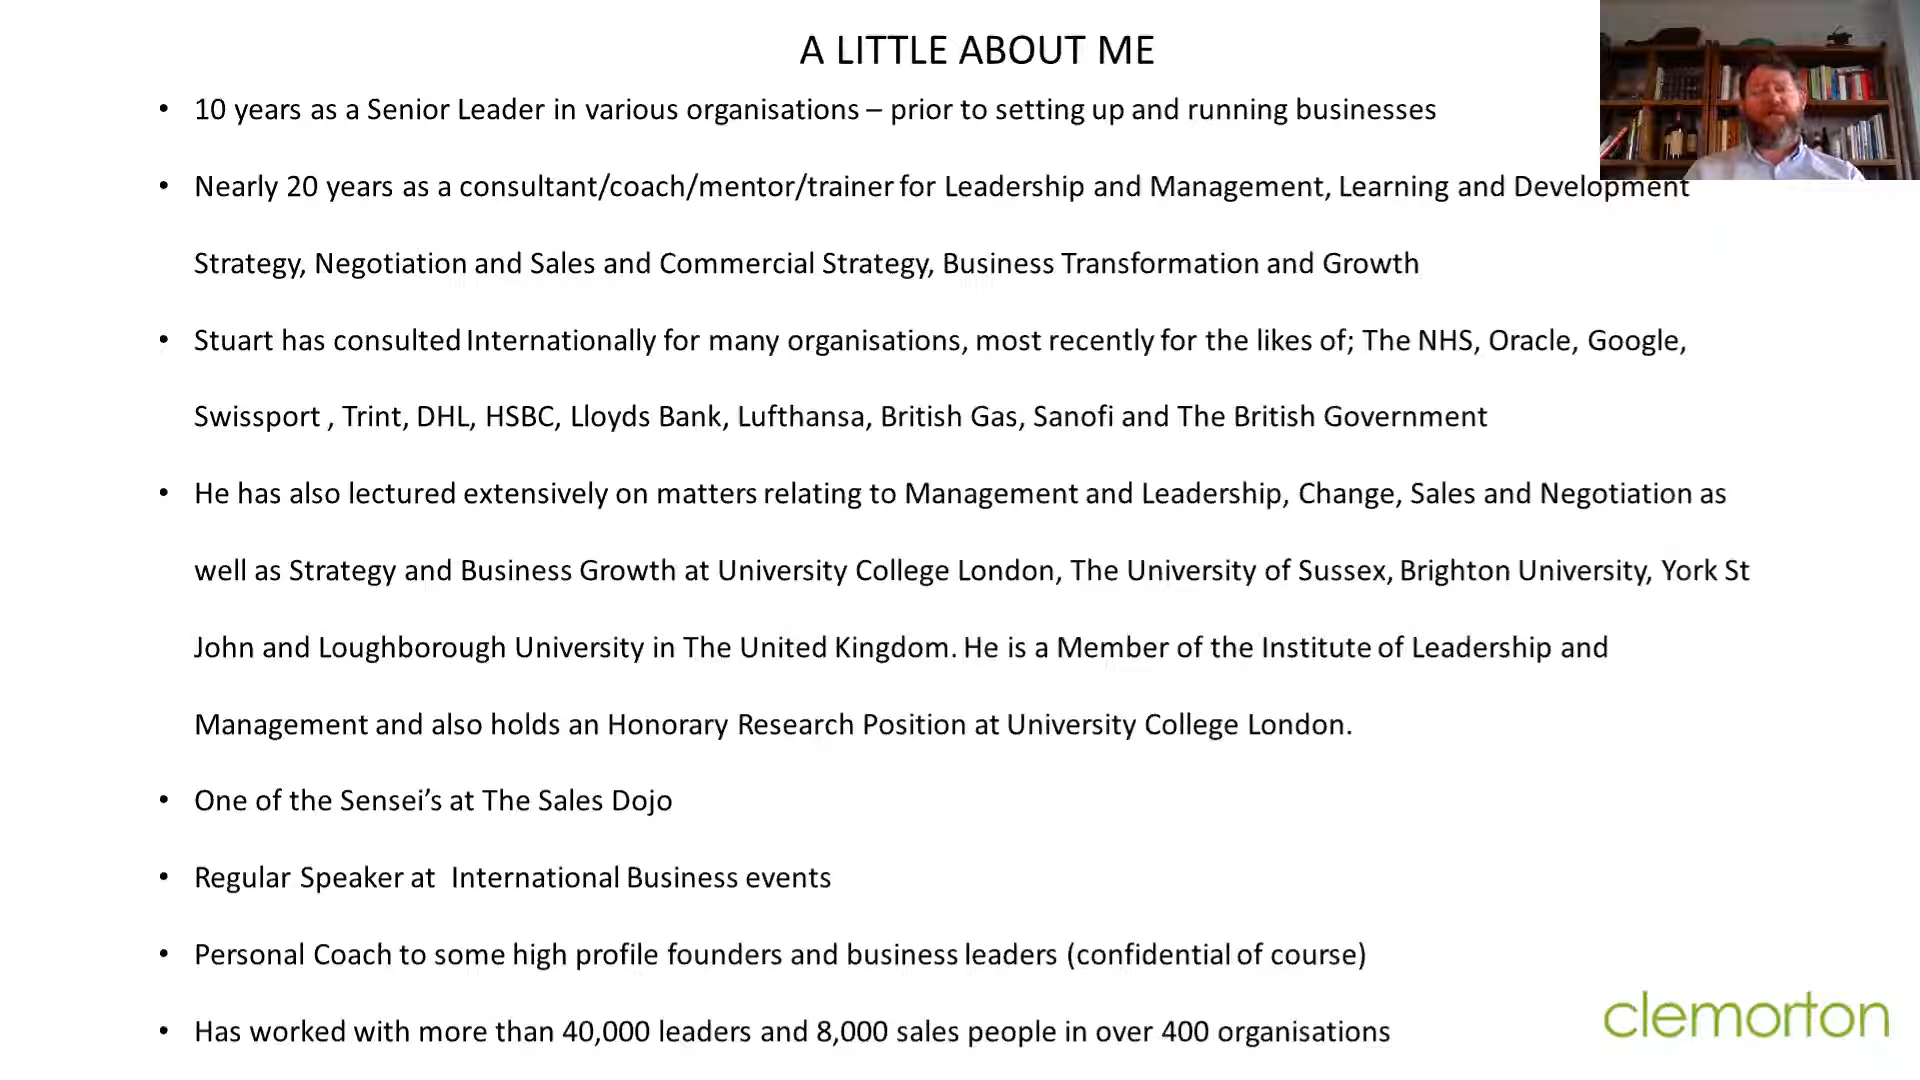 A LITTLE ABOUT ME
• 10 years as a Senior Leader in various organisations – prior to setting up and running businesses
• Nearly 20 years as a consultant/coach/mentor/trainer for Leadership and Management, Learning and Development
Strategy, Negotiation and Sales and Commercial Strategy, Business Transformation and Growth
• Stuart has consulted Internationally for many organisations, most recently for the likes of; The NHS, Oracle, Google,
Swissport , Trint, DHL, HSBC, Lloyds Bank, Lufthansa, British Gas, Sanofi and The British Government
• He has also lectured extensively on matters relating to Management and Leadership, Change, Sales and Negotiation as
well as Strategy and Business Growth at University College London, The University of Sussex, Brighton University, York St
John and Loughborough University in The United Kingdom. He is a Member of the Institute of Leadership and
Management and also holds an Honorary Research Position at University College London.
• One of the Sensei’s at The Sales Dojo
• Regular Speaker at  International Business events
• Personal Coach to some high profile founders and business leaders (confidential of course)
• Has worked with more than 40,000 leaders and 8,000 sales people in over 400 organisations
clemorton